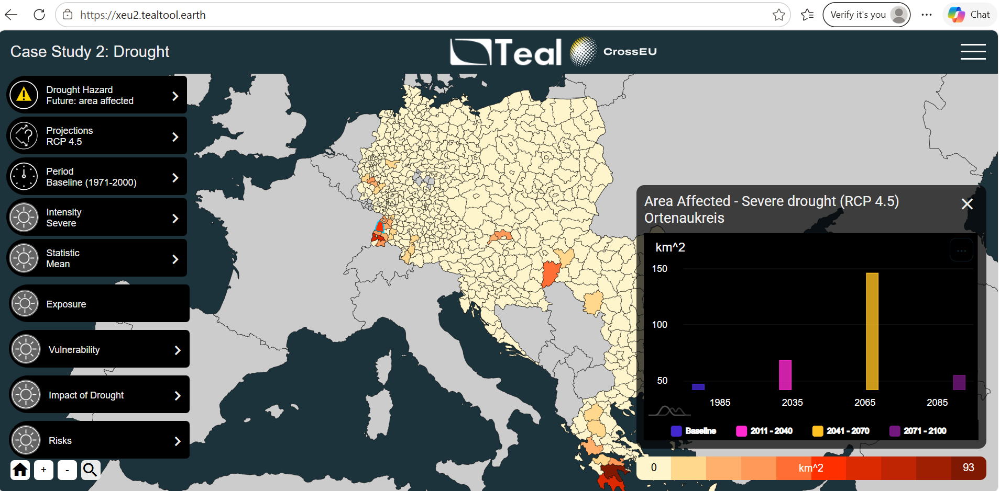 https://xeu2.tealtool.earth
Verify it's you
Chat
Case Study 2: Drought
Teal
CrossEU
Drought Hazard
Future: area affected
Projections
RCP 4.5
Period
Baseline (1971-2000)
Intensity
Severe
Statistic
Mean
Exposure
Vulnerability
Impact of Drought
Risks
+
-
Area Affected - Severe drought (RCP 4.5)
Ortenaukreis
km^2
...
150
100
50
1985
2035
2065
2085
Baseline
2011 - 2040
2041 - 2070
2071 - 2100
0
km^2
93